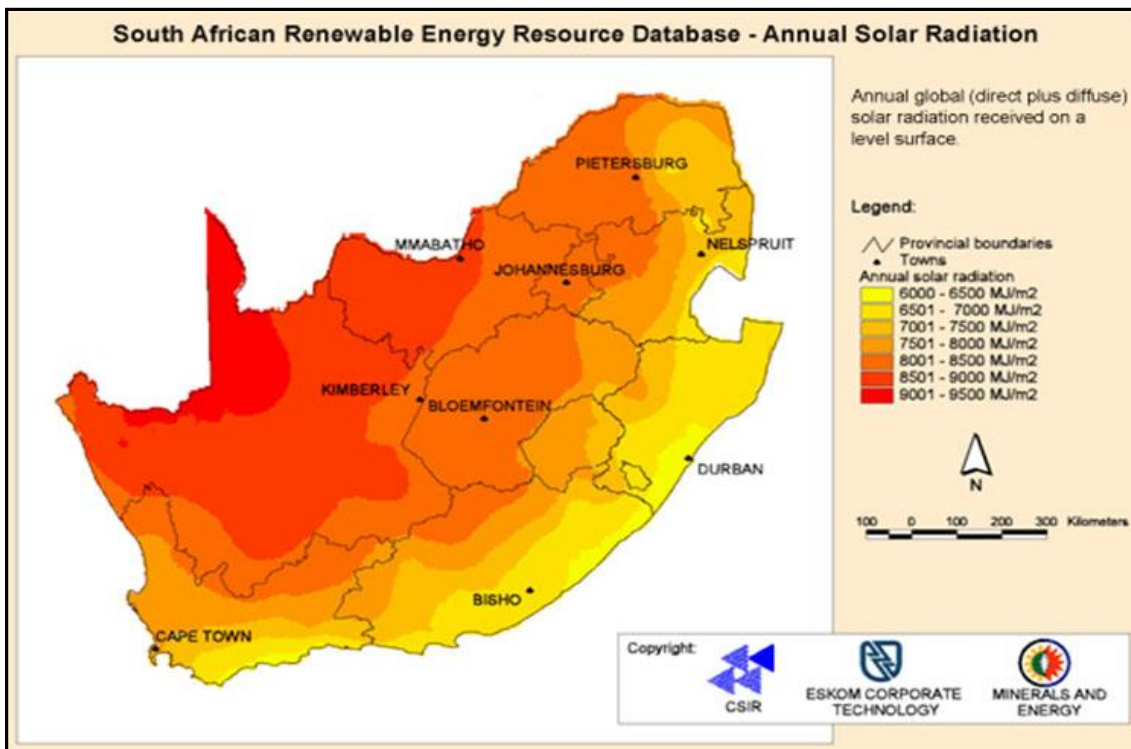 South African Renewable Energy Resource Database - Annual Solar Radiation
Annual global (direct plus diffuse)
solar radiation received on a
level surface.
PIETERSBURG
Legend:
MMABATHO
NELSPRUIT
Provincial boundaries
Towns
JOHANNESBURG
Annual solar radiation
6000 - 6500 MJ/m2
6501 - 7000 MJ/m2
7001 - 7500 MJ/m2
7501 - 8000 MJ/m2
8001 - 8500 MJ/m2
8501 - 9000 MJ/m2
9001 - 9500 MJ/m2
KIMBERLEY
BLOEMFONTEIN
DURBAN
N
100 0 100 200 300 Kilometers
BISHO
CAPE TOWN
Copyright:
CSIR
ESKOM CORPORATE
TECHNOLOGY
MINERALS AND
ENERGY